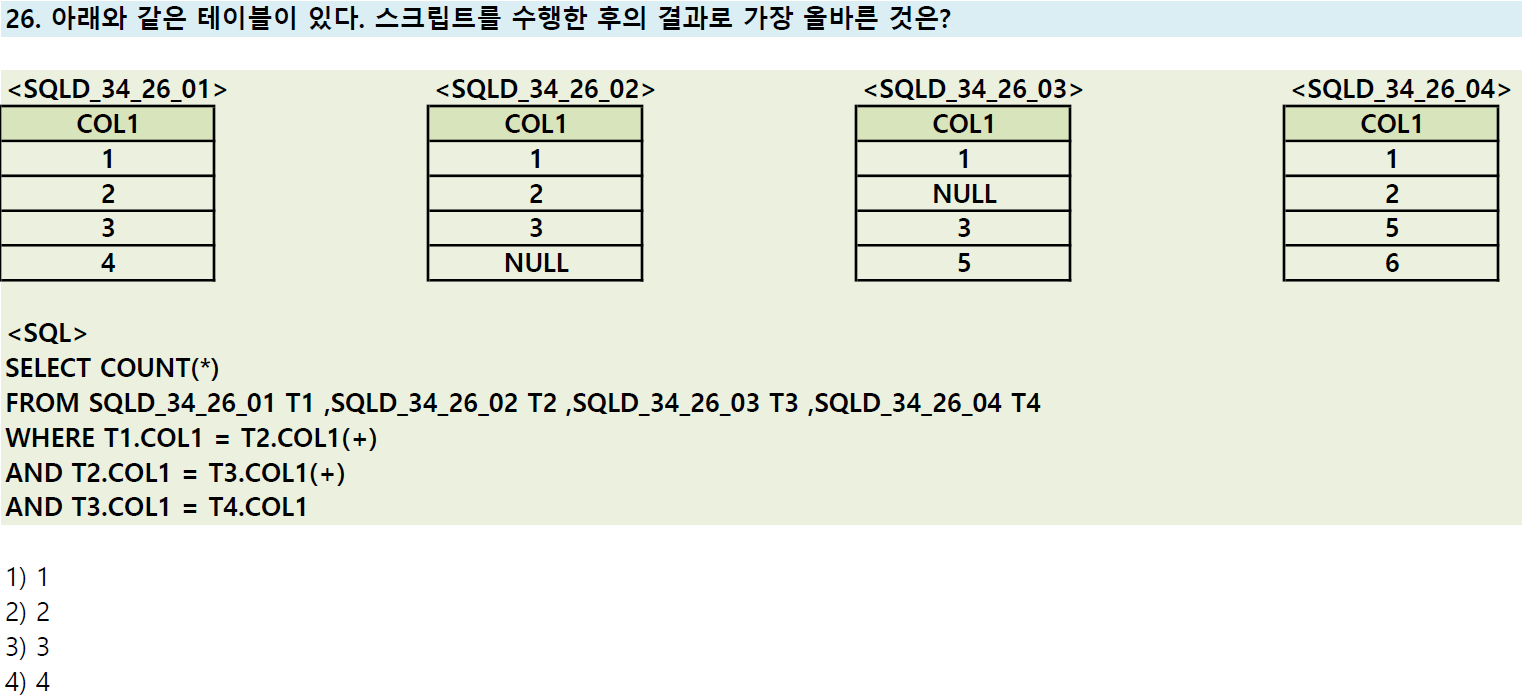 26. 아래와 같은 테이블이 있다. 스크립트를 수행한 후의 결과로 가장 올바른 것은?
<SQLD_34_26_01> <SQLD_34_26_02> <SQLD_34_26_03> <SQLD_34_26_04>
COL1 COL1 COL1 COL1
1 1 1 1
2 2 NULL 2
3 3 3 5
4 NULL 5 6
<SQL>
SELECT COUNT(*)
FROM SQLD_34_26_01 T1 ,SQLD_34_26_02 T2 ,SQLD_34_26_03 T3 ,SQLD_34_26_04 T4
WHERE T1.COL1 = T2.COL1(+)
AND T2.COL1 = T3.COL1(+)
AND T3.COL1 = T4.COL1
1) 1
2) 2
3) 3
4) 4